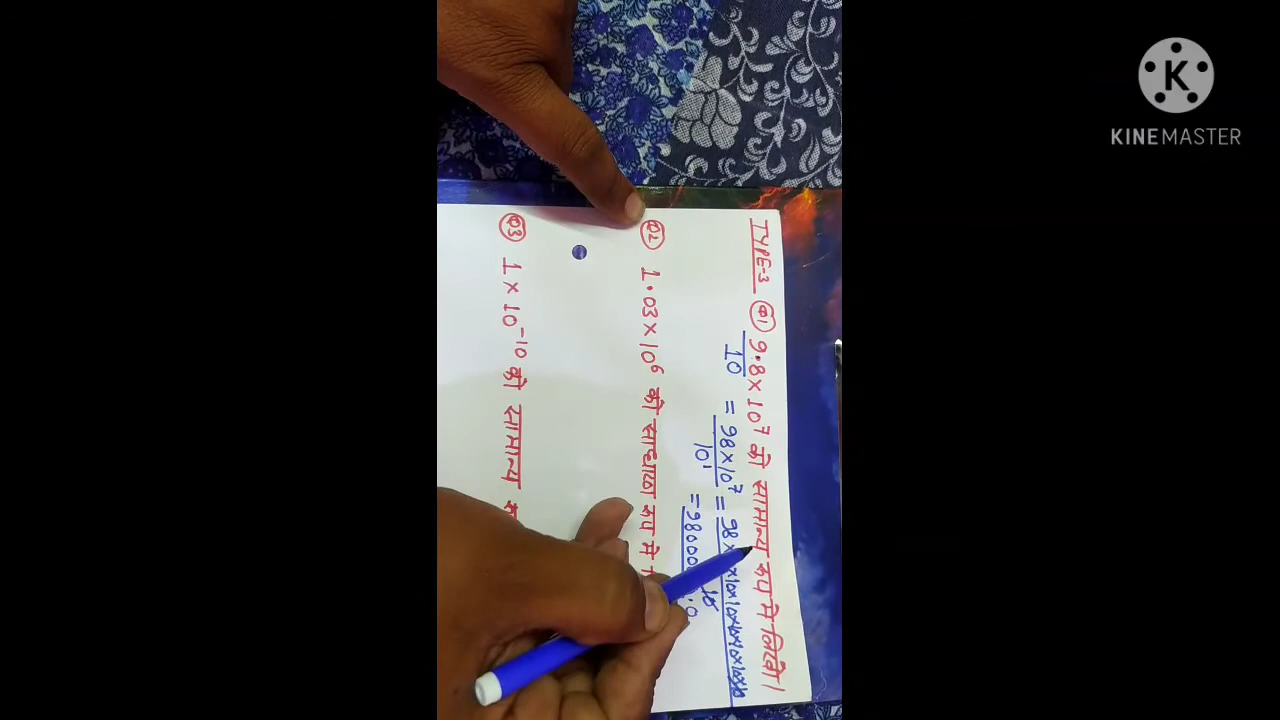 TYPE-3 Q1 9.8×10⁷ को सामान्य रूप मे लिखो।
10 = 98×10⁷ = 98×
10¹
= 98000
Q2 1.03×10⁶ को साधारण रूप मे
Q3 1×10⁻¹⁰ को सामान्य
KINEMASTER